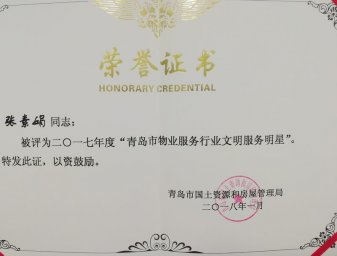 荣誉证书
HONORARY CREDENTIAL
张素娟同志：
被评为二〇一七年度“青岛市物业服务行业文明服务明星”。
特发此证，以资鼓励。
青岛市国土资源和房屋管理局
二〇一八年一月